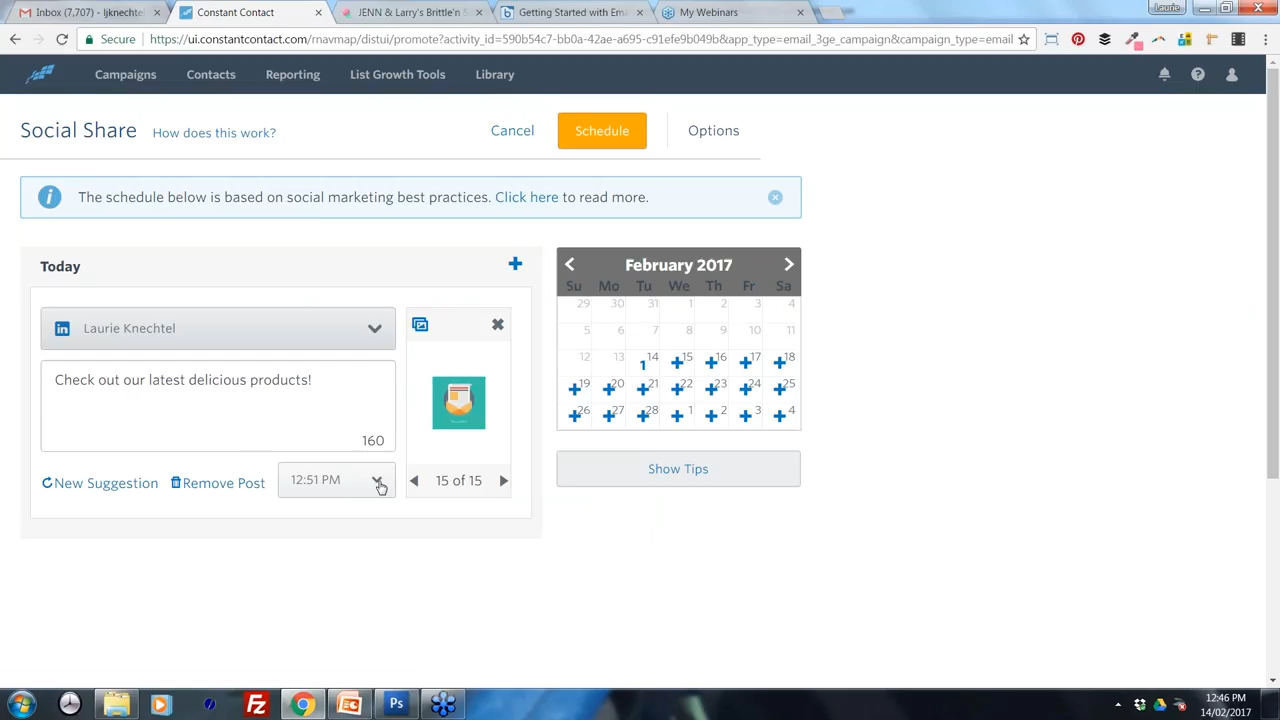 Inbox (7,707) - ljknechtel
Constant Contact
JENN & Larry's Brittle'n S
Getting Started with Ema
My Webinars
Laurie
Secure
https://ui.constantcontact.com/rnavmap/distui/promote?activity_id=590b54c7-bb0a-42ae-a695-c91efe9b049b&app_type=email_3ge_campaign&campaign_type=email
Campaigns
Contacts
Reporting
List Growth Tools
Library
Social Share
How does this work?
Cancel
Schedule
Options
The schedule below is based on social marketing best practices. Click here to read more.
Today
February 2017
Su Mo Tu We Th Fr Sa
29 30 31 1 2 3 4
5 6 7 8 9 10 11
12 13 1 14 15 16 17 18
19 20 21 22 23 24 25
26 27 28 1 2 3 4
in Laurie Knechtel
Check out our latest delicious products!
160
New Suggestion
Remove Post
12:51 PM
15 of 15
Show Tips
Fz
PS
Ps
12:46 PM
14/02/2017